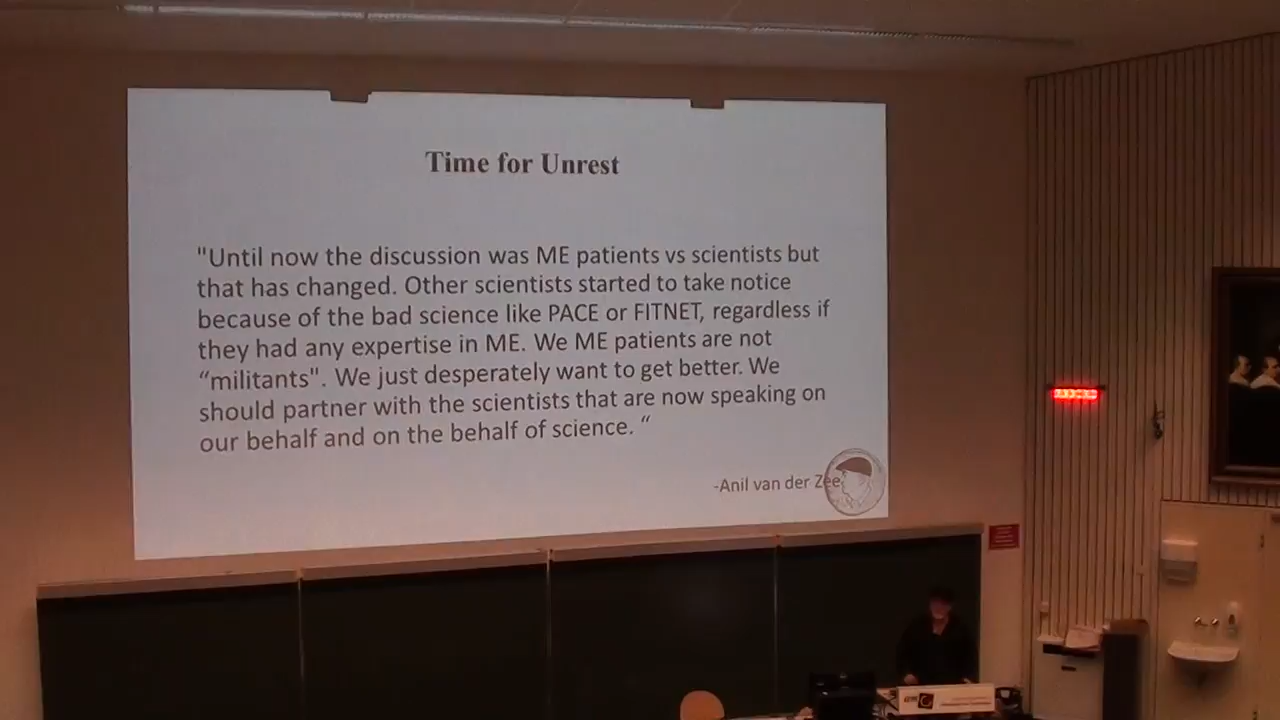 Time for Unrest
"Until now the discussion was ME patients vs scientists but
that has changed. Other scientists started to take notice
because of the bad science like PACE or FITNET, regardless if
they had any expertise in ME. We ME patients are not
“militants". We just desperately want to get better. We
should partner with the scientists that are now speaking on
our behalf and on the behalf of science. “
-Anil van der Zee